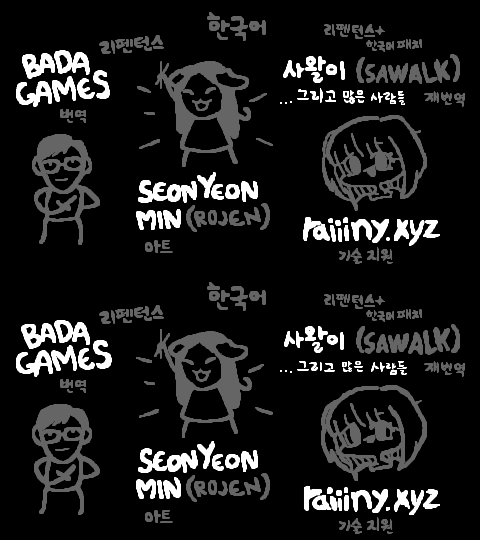 한국어
리펜턴스
BADA
GAMES
번역
SEONYEON
MIN (ROJEN)
아트
리펜턴스+
한국어 패치
사왈이 (SAWALK)
...그리고 많은 사람들 재번역
raiiiny.xyz
기술 지원
한국어
리펜턴스
BADA
GAMES
번역
SEONYEON
MIN (ROJEN)
아트
리펜턴스+
한국어 패치
사왈이 (SAWALK)
...그리고 많은 사람들 재번역
raiiiny.xyz
기술 지원